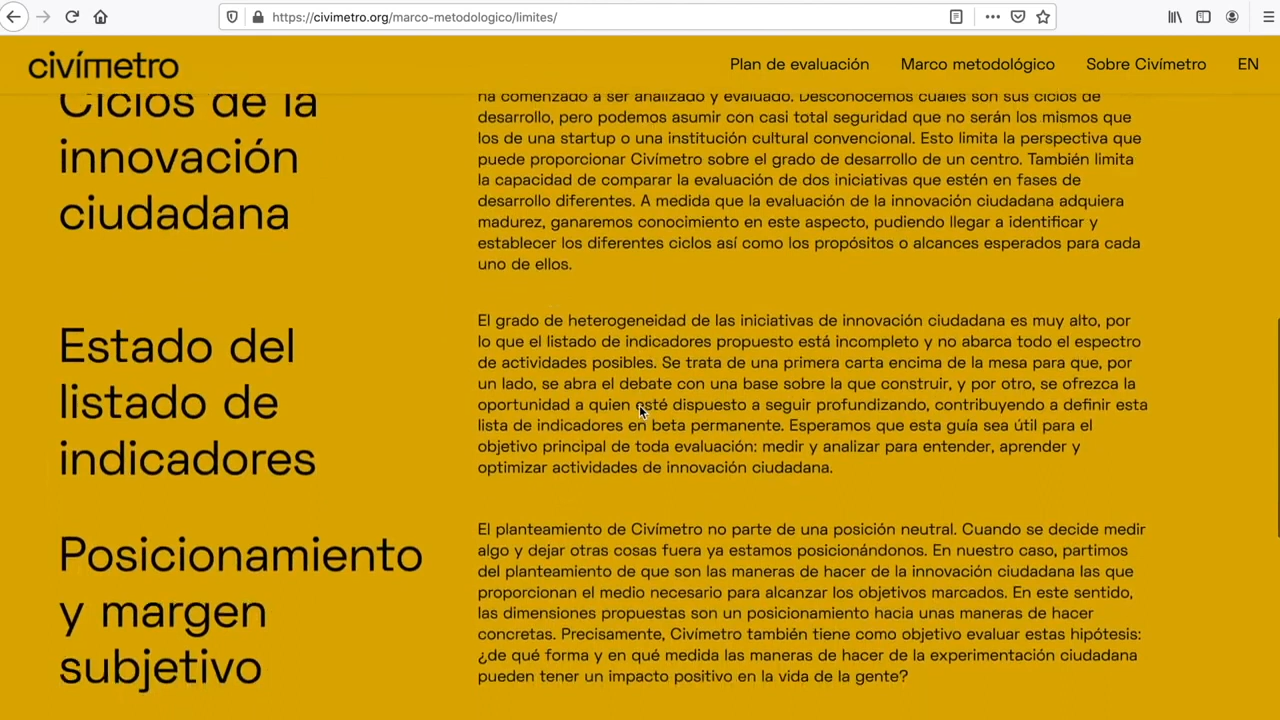 https://civimetro.org/marco-metodologico/limites/
civímetro
Plan de evaluación
Marco metodológico
Sobre Civímetro
EN
Ciclos de la
innovación
ciudadana
ha comenzado a ser analizado y evaluado. Desconocemos cuáles son sus ciclos de
desarrollo, pero podemos asumir con casi total seguridad que no serán los mismos que
los de una startup o una institución cultural convencional. Esto limita la perspectiva que
puede proporcionar Civímetro sobre el grado de desarrollo de un centro. También limita
la capacidad de comparar la evaluación de dos iniciativas que estén en fases de
desarrollo diferentes. A medida que la evaluación de la innovación ciudadana adquiera
madurez, ganaremos conocimiento en este aspecto, pudiendo llegar a identificar y
establecer los diferentes ciclos así como los propósitos o alcances esperados para cada
uno de ellos.
Estado del
listado de
indicadores
El grado de heterogeneidad de las iniciativas de innovación ciudadana es muy alto, por
lo que el listado de indicadores propuesto está incompleto y no abarca todo el espectro
de actividades posibles. Se trata de una primera carta encima de la mesa para que, por
un lado, se abra el debate con una base sobre la que construir, y por otro, se ofrezca la
oportunidad a quien esté dispuesto a seguir profundizando, contribuyendo a definir esta
lista de indicadores en beta permanente. Esperamos que esta guía sea útil para el
objetivo principal de toda evaluación: medir y analizar para entender, aprender y
optimizar actividades de innovación ciudadana.
Posicionamiento
y margen
subjetivo
El planteamiento de Civímetro no parte de una posición neutral. Cuando se decide medir
algo y dejar otras cosas fuera ya estamos posicionándonos. En nuestro caso, partimos
del planteamiento de que son las maneras de hacer de la innovación ciudadana las que
proporcionan el medio necesario para alcanzar los objetivos marcados. En este sentido,
las dimensiones propuestas son un posicionamiento hacia unas maneras de hacer
concretas. Precisamente, Civímetro también tiene como objetivo evaluar estas hipótesis:
¿de qué forma y en qué medida las maneras de hacer de la experimentación ciudadana
pueden tener un impacto positivo en la vida de la gente?